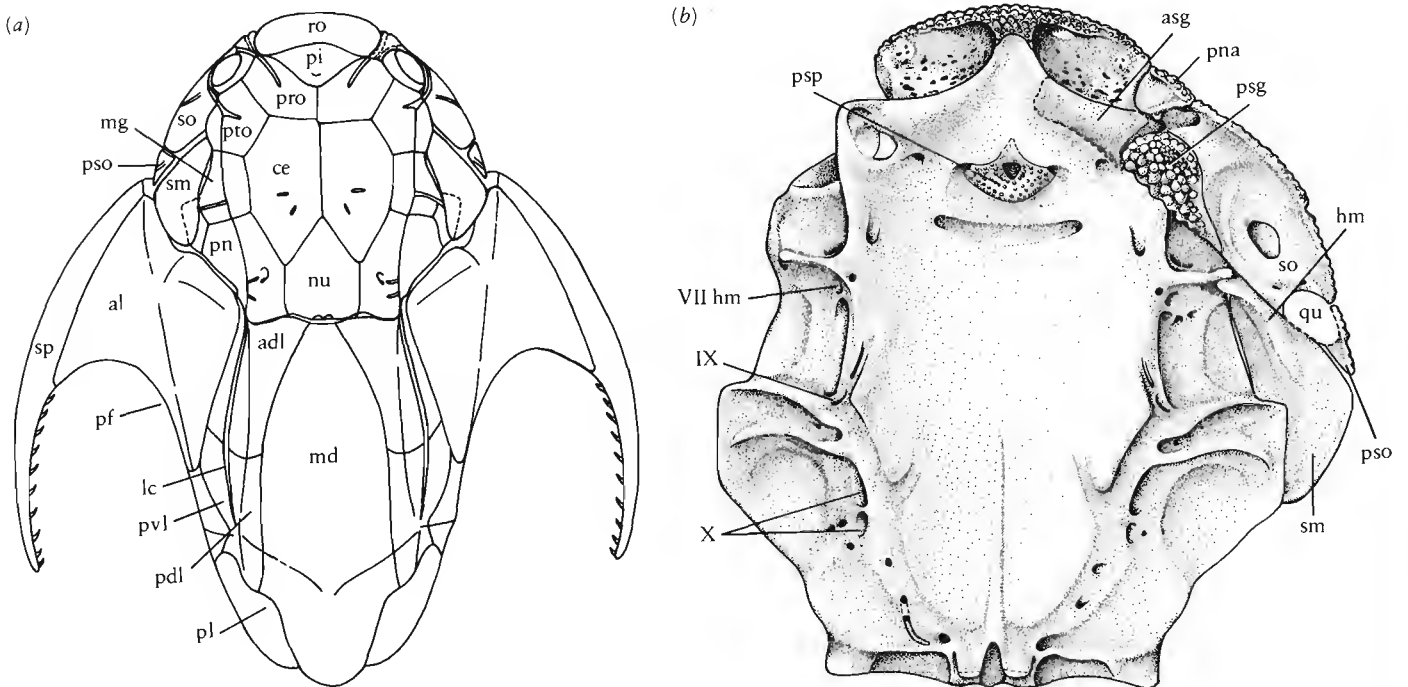 (a)
ro
pi
pro
so
pto
mg
pso
sm
ce
pn
nu
al
adl
sp
pf
md
lc
pvl
pdl
pl
(b)
asg
pna
psp
psg
hm
so
VII hm
qu
IX
pso
sm
X